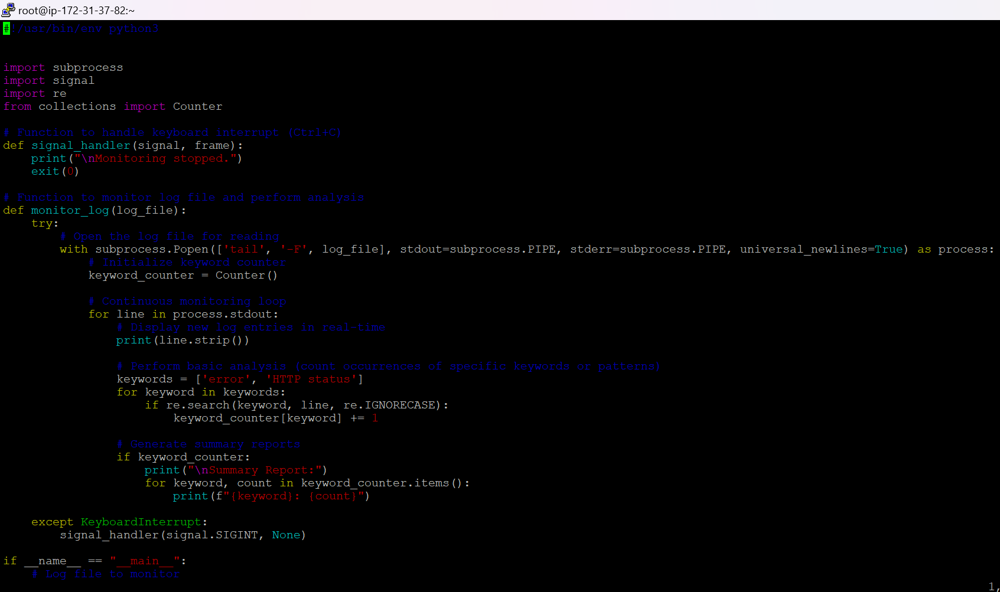 root@ip-172-31-37-82:~
#!/usr/bin/env python3
import subprocess
import signal
import re
from collections import Counter
# Function to handle keyboard interrupt (Ctrl+C)
def signal_handler(signal, frame):
    print("\nMonitoring stopped.")
    exit(0)
# Function to monitor log file and perform analysis
def monitor_log(log_file):
    try:
        # Open the log file for reading
        with subprocess.Popen(['tail', '-F', log_file], stdout=subprocess.PIPE, stderr=subprocess.PIPE, universal_newlines=True) as process:
            # Initialize keyword counter
            keyword_counter = Counter()
            # Continuous monitoring loop
            for line in process.stdout:
                # Display new log entries in real-time
                print(line.strip())
                # Perform basic analysis (count occurrences of specific keywords or patterns)
                keywords = ['error', 'HTTP status']
                for keyword in keywords:
                    if re.search(keyword, line, re.IGNORECASE):
                        keyword_counter[keyword] += 1
                # Generate summary reports
                if keyword_counter:
                    print("\nSummary Report:")
                    for keyword, count in keyword_counter.items():
                        print(f"{keyword}: {count}")
    except KeyboardInterrupt:
        signal_handler(signal.SIGINT, None)
if __name__ == "__main__":
    # Log file to monitor
1,